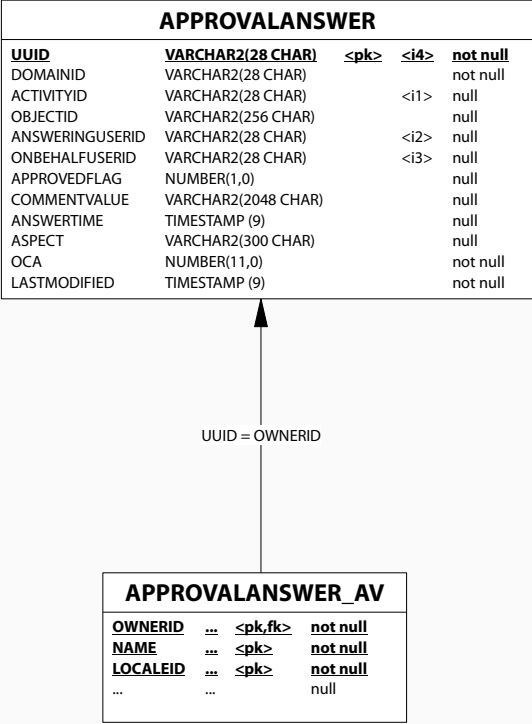 APPROVALANSWER
UUID VARCHAR2(28 CHAR) <pk> <i4> not null
DOMAINID VARCHAR2(28 CHAR) not null
ACTIVITYID VARCHAR2(28 CHAR) <i1> null
OBJECTID VARCHAR2(256 CHAR) null
ANSWERINGUSERID VARCHAR2(28 CHAR) <i2> null
ONBEHALFUSERID VARCHAR2(28 CHAR) <i3> null
APPROVEDFLAG NUMBER(1,0) null
COMMENTVALUE VARCHAR2(2048 CHAR) null
ANSWERTIME TIMESTAMP (9) null
ASPECT VARCHAR2(300 CHAR) null
OCA NUMBER(11,0) not null
LASTMODIFIED TIMESTAMP (9) not null
UUID = OWNERID
APPROVALANSWER_AV
OWNERID ... <pk,fk> not null
NAME ... <pk> not null
LOCALEID ... <pk> not null
... ... null